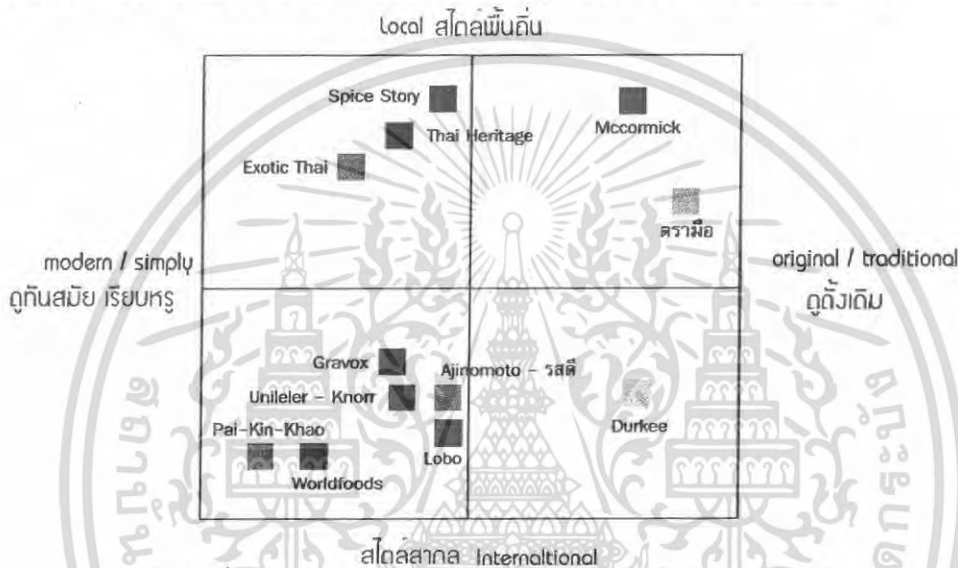 Local สไตล์พื้นถิ่น
Spice Story
Mccormick
Thai Heritage
Exotic Thai
ตรามือ
modern / simply
original / traditional
ดูทันสมัย เรียบหรู
ดูดั้งเดิม
Gravox
Ajinomoto - รสดี
Unileler - Knorr
Durkee
Pai-Kin-Khao
Lobo
Worldfoods
สไตล์สากล Internaltional